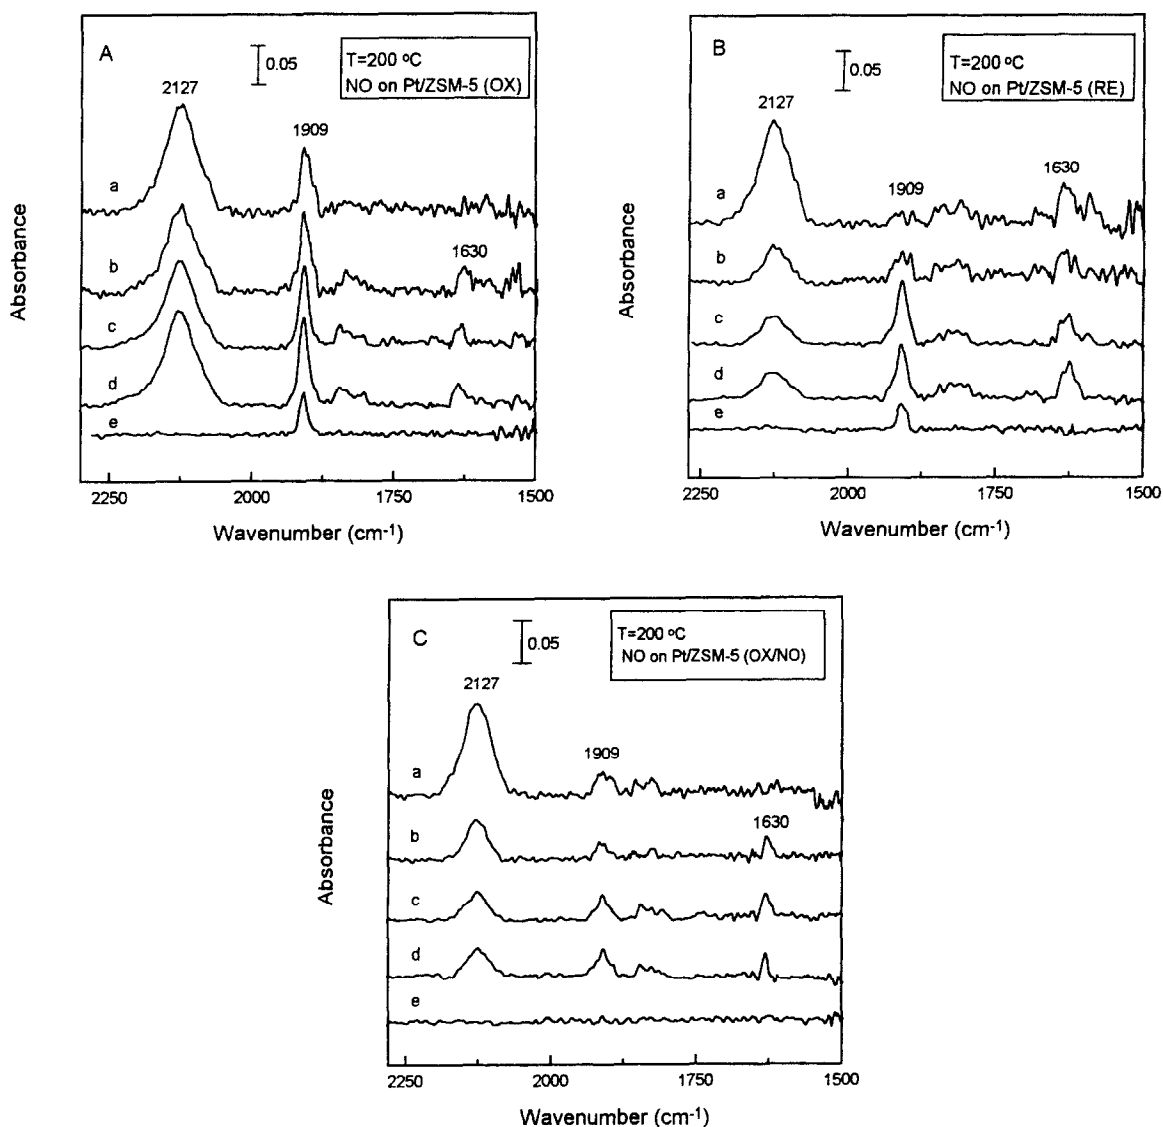 A
0.05
T=200 ºC
NO on Pt/ZSM-5 (OX)
2127
1909
a
b
1630
c
d
e
Absorbance
2250
2000
1750
1500
Wavenumber (cm-1)
B
0.05
T=200 ºC
NO on Pt/ZSM-5 (RE)
2127
1909
1630
a
b
c
d
e
Absorbance
2250
2000
1750
1500
Wavenumber (cm-1)
C
0.05
T=200 ºC
NO on Pt/ZSM-5 (OX/NO)
2127
1909
a
b
1630
c
d
e
Absorbance
2250
2000
1750
1500
Wavenumber (cm-1)